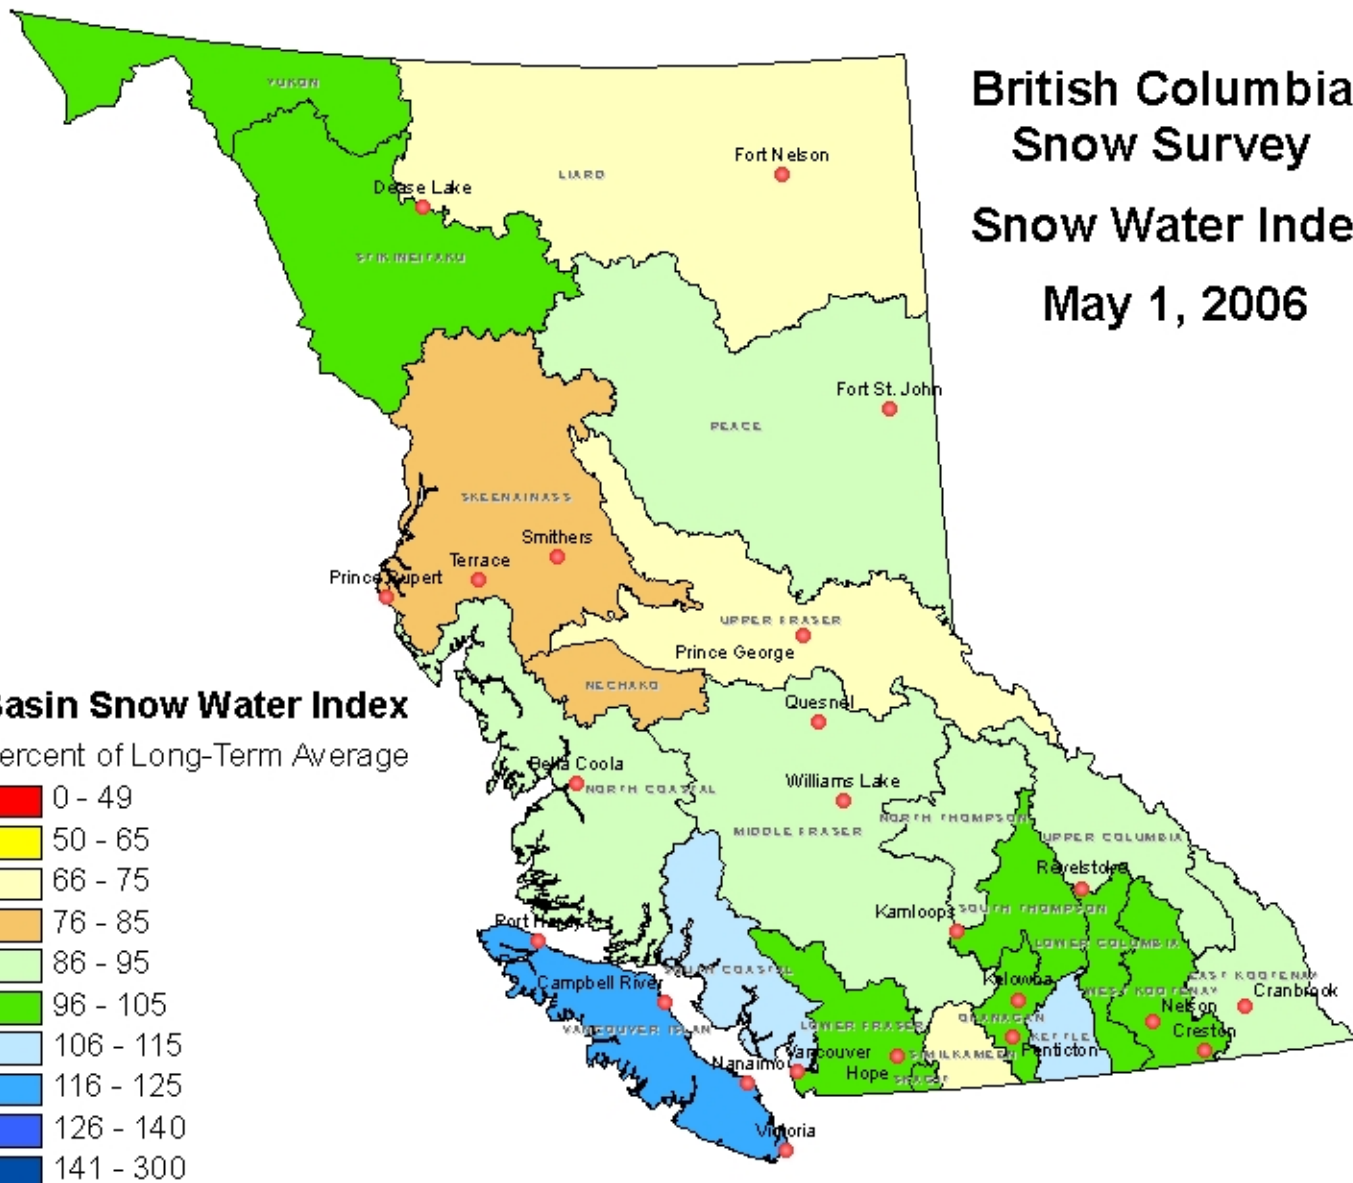 British Columbia
Snow Survey
Snow Water Inde
May 1, 2006
YUKON
Fort Nelson
LIARD
Dease Lake
STIKINE/TAKU
Fort St. John
PEACE
SKEENA/NASS
Smithers
Terrace
Prince Rupert
UPPER FRASER
Prince George
NECHAKO
Quesnel
Bella Coola
NORTH COASTAL
Williams Lake
NORTH THOMPSON
MIDDLE FRASER
UPPER COLUMBIA
Revelstoke
Kamloops
SOUTH THOMPSON
Port Hardy
LOWER COLUMBIA
SOUTH COASTAL
EAST KOOTENAY
Campbell River
Kelowna
WEST KOOTENAY
Cranbrook
Nelson
OKANAGAN
VANCOUVER ISLAN
LOWER FRASER
Creston
KETTLE
Vancouver
SIMILKAMEEN
Penticton
Nanaimo
Hope
SKAGIT
Victoria
Basin Snow Water Index
ercent of Long-Term Average
0 - 49
50 - 65
66 - 75
76 - 85
86 - 95
96 - 105
106 - 115
116 - 125
126 - 140
141 - 300